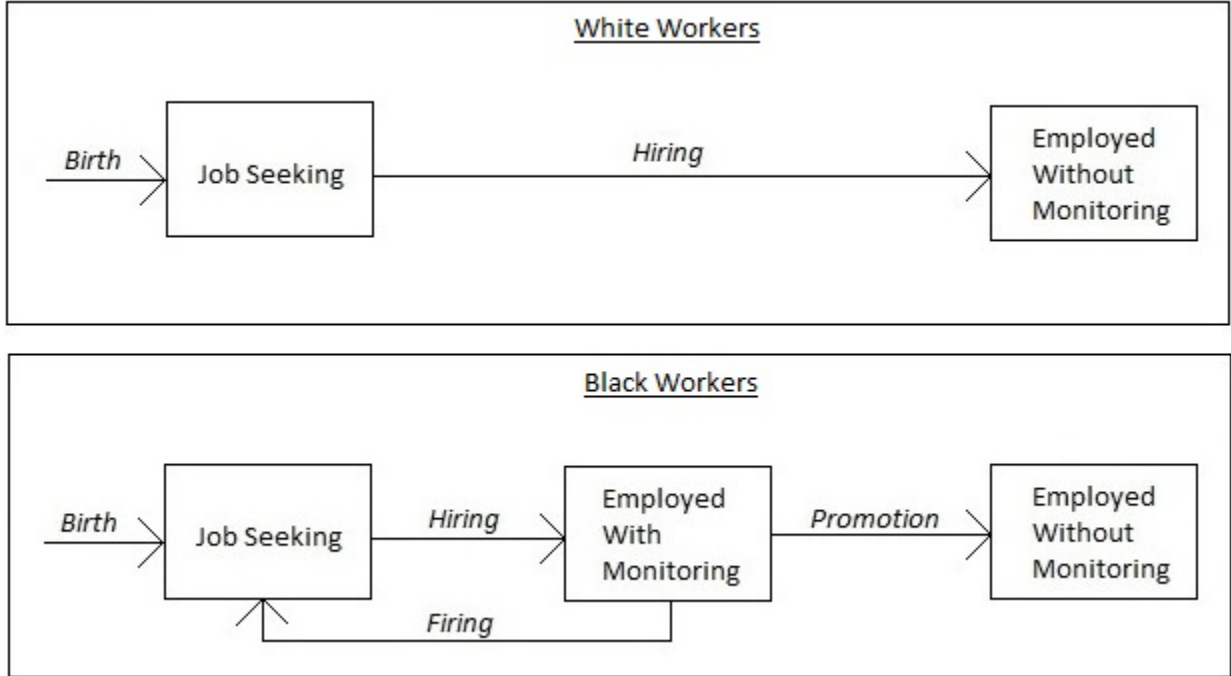 White Workers
Birth
Job Seeking
Hiring
Employed
Without
Monitoring
Black Workers
Birth
Job Seeking
Hiring
Employed
With
Monitoring
Promotion
Employed
Without
Monitoring
Firing